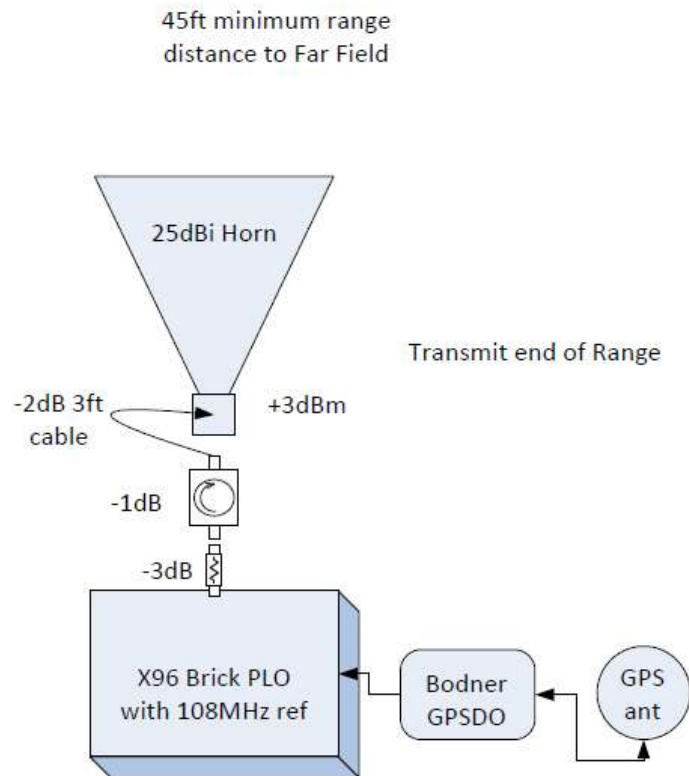 45ft minimum range
distance to Far Field
25dBi Horn
Transmit end of Range
-2dB 3ft
cable
+3dBm
-1dB
-3dB
X96 Brick PLO
with 108MHz ref
Bodner
GPSDO
GPS
ant